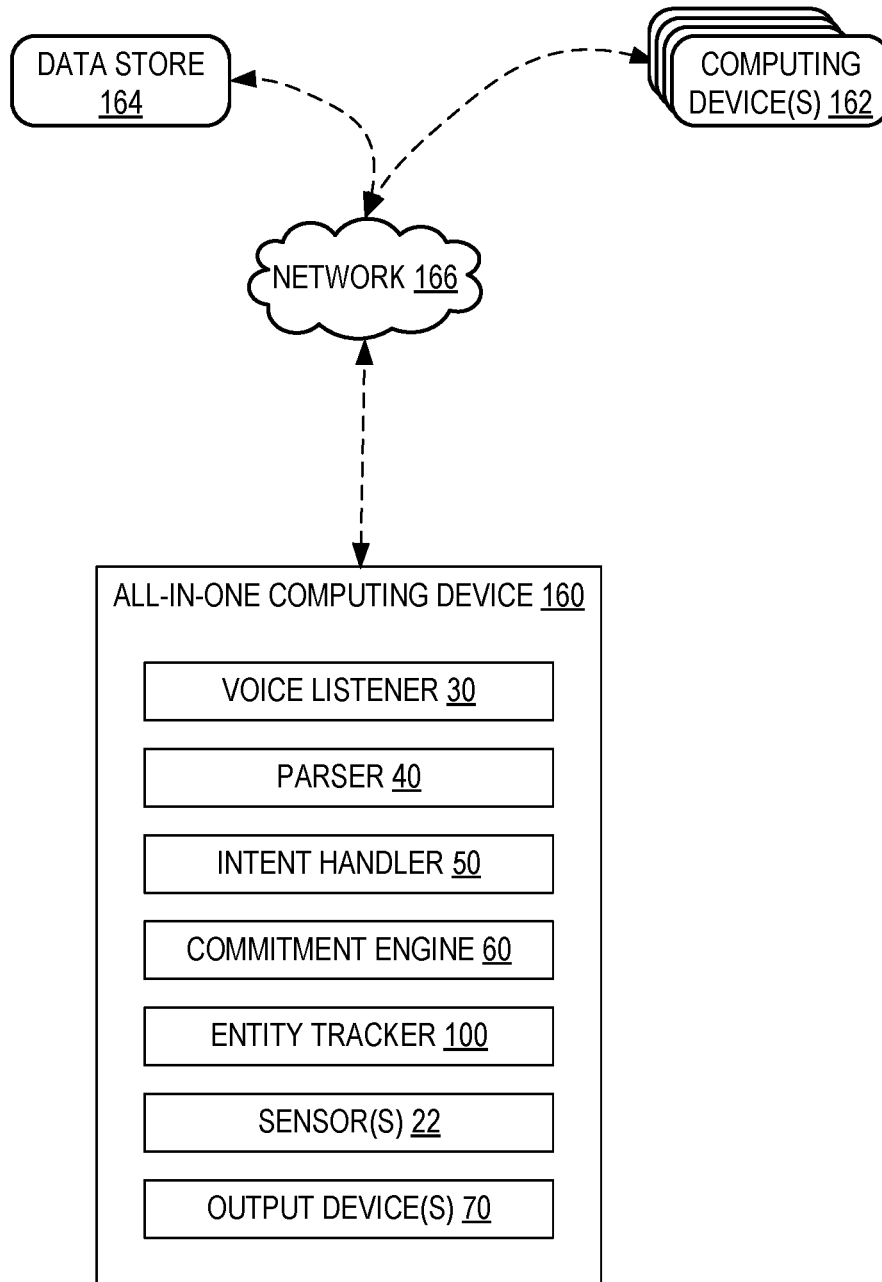 DATA STORE
164
COMPUTING
DEVICE(S) 162
NETWORK 166
ALL-IN-ONE COMPUTING DEVICE 160
VOICE LISTENER 30
PARSER 40
INTENT HANDLER 50
COMMITMENT ENGINE 60
ENTITY TRACKER 100
SENSOR(S) 22
OUTPUT DEVICE(S) 70